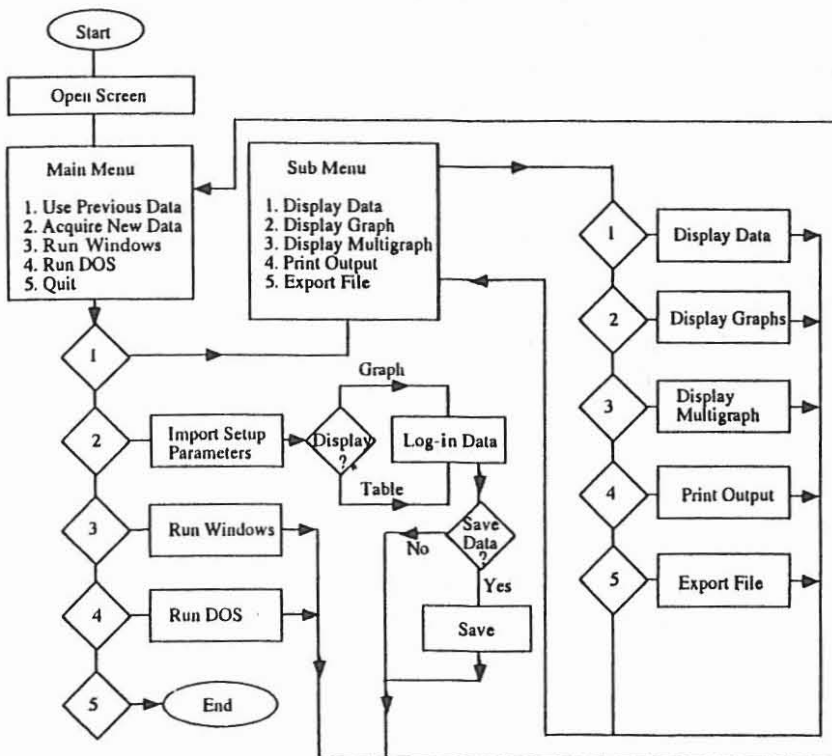 Start
Open Screen
Main Menu
1. Use Previous Data
2. Acquire New Data
3. Run Windows
4. Run DOS
5. Quit
Sub Menu
1. Display Data
2. Display Graph
3. Display Multigraph
4. Print Output
5. Export File
1
2
Import Setup
Parameters
Display
?
Graph
Table
Log-in Data
Save
Data
?
No
Yes
Save
3
Run Windows
4
Run DOS
5
End
1
Display Data
2
Display Graphs
3
Display
Multigraph
4
Print Output
5
Export File